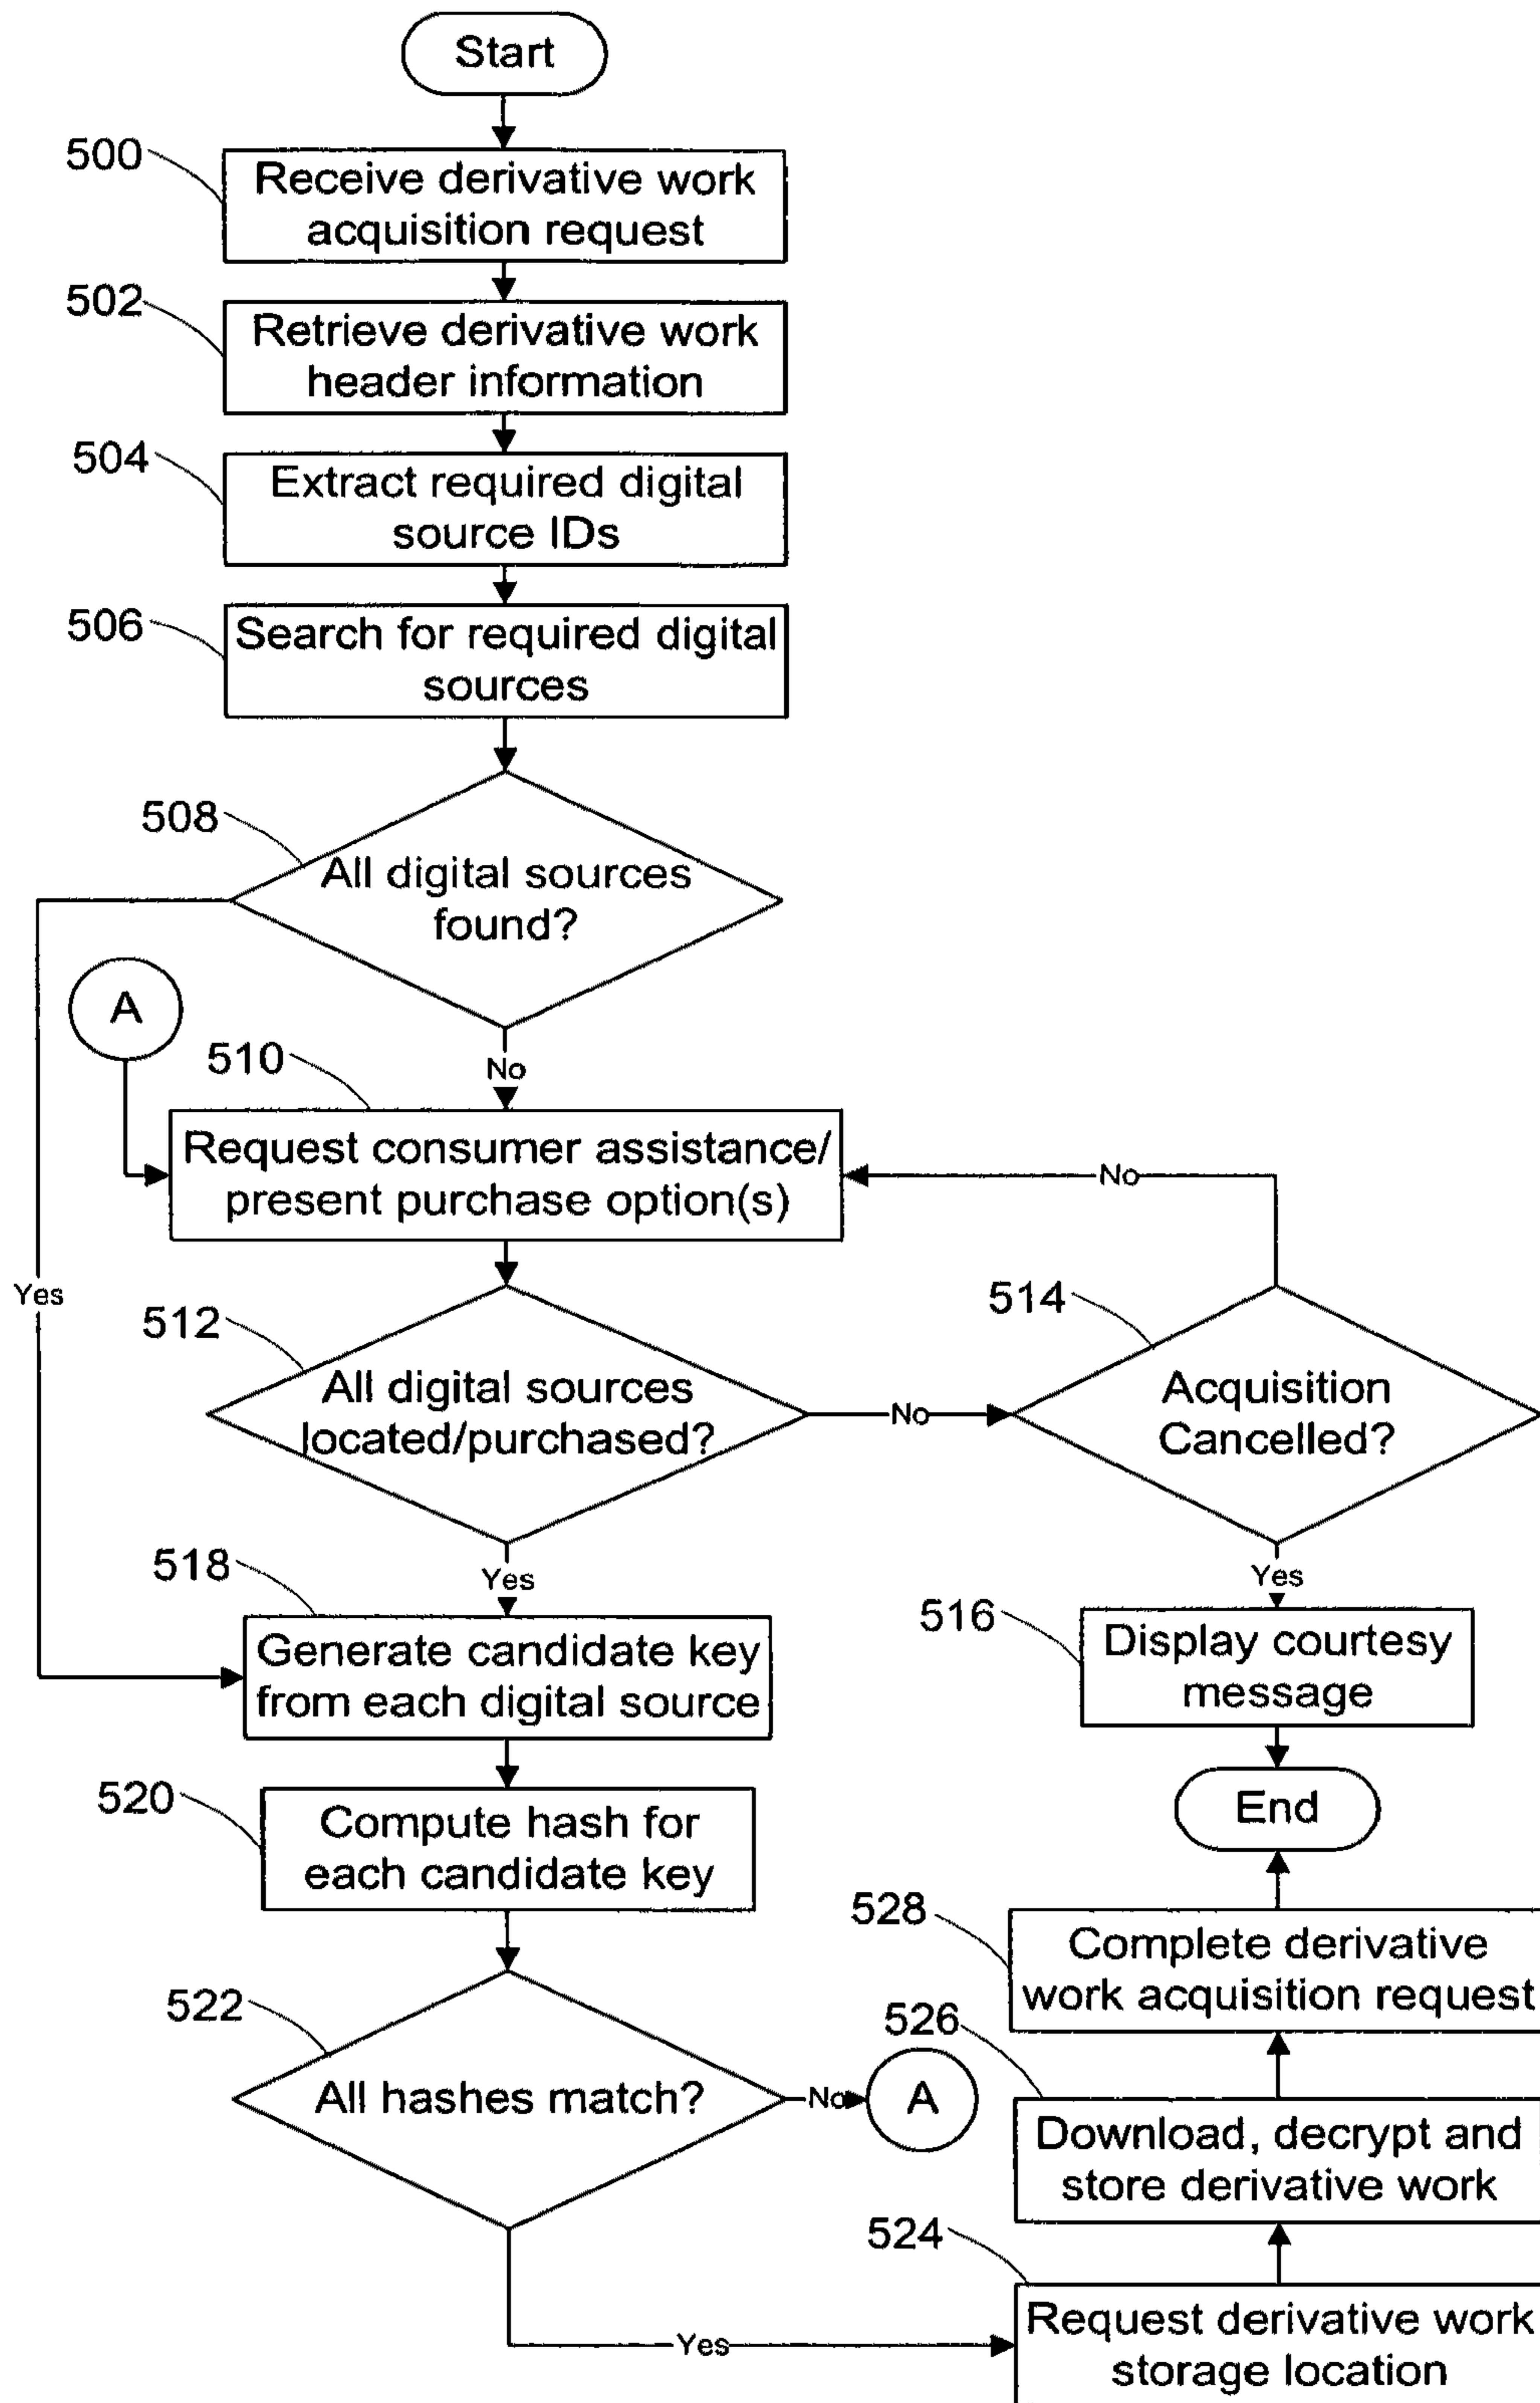 Start
500
Receive derivative work
acquisition request
502
Retrieve derivative work
header information
504
Extract required digital
source IDs
506
Search for required digital
sources
508
All digital sources
found?
A
510
No
Request consumer assistance/
present purchase option(s)
No
Yes
512
All digital sources
located/purchased?
No
514
Acquisition
Cancelled?
518
Yes
Generate candidate key
from each digital source
Yes
516
Display courtesy
message
520
Compute hash for
each candidate key
End
522
All hashes match?
No
A
528
Complete derivative
work acquisition request
526
Download, decrypt and
store derivative work
524
Yes
Request derivative work
storage location